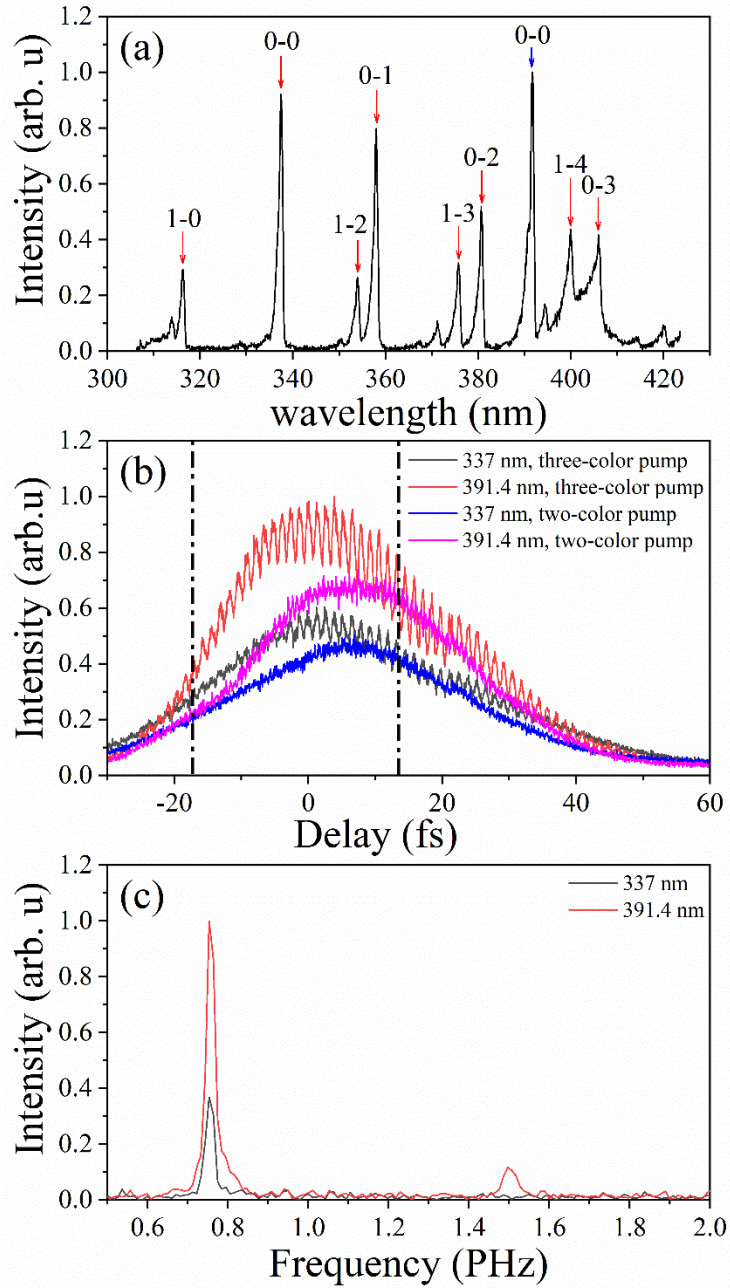 (a)
0-0
0-0
0-1
0-2
1-4
0-3
1-0
1-2
1-3
Intensity (arb. u)
1.2
1.0
0.8
0.6
0.4
0.2
0.0
300 320 340 360 380 400 420
wavelength (nm)
(b)
337 nm, three-color pump
391.4 nm, three-color pump
337 nm, two-color pump
391.4 nm, two-color pump
Intensity (arb.u)
1.2
1.0
0.8
0.6
0.4
0.2
0.0
-20 0 20 40 60
Delay (fs)
(c)
337 nm
391.4 nm
Intensity (arb. u)
1.2
1.0
0.8
0.6
0.4
0.2
0.0
0.6 0.8 1.0 1.2 1.4 1.6 1.8 2.0
Frequency (PHz)